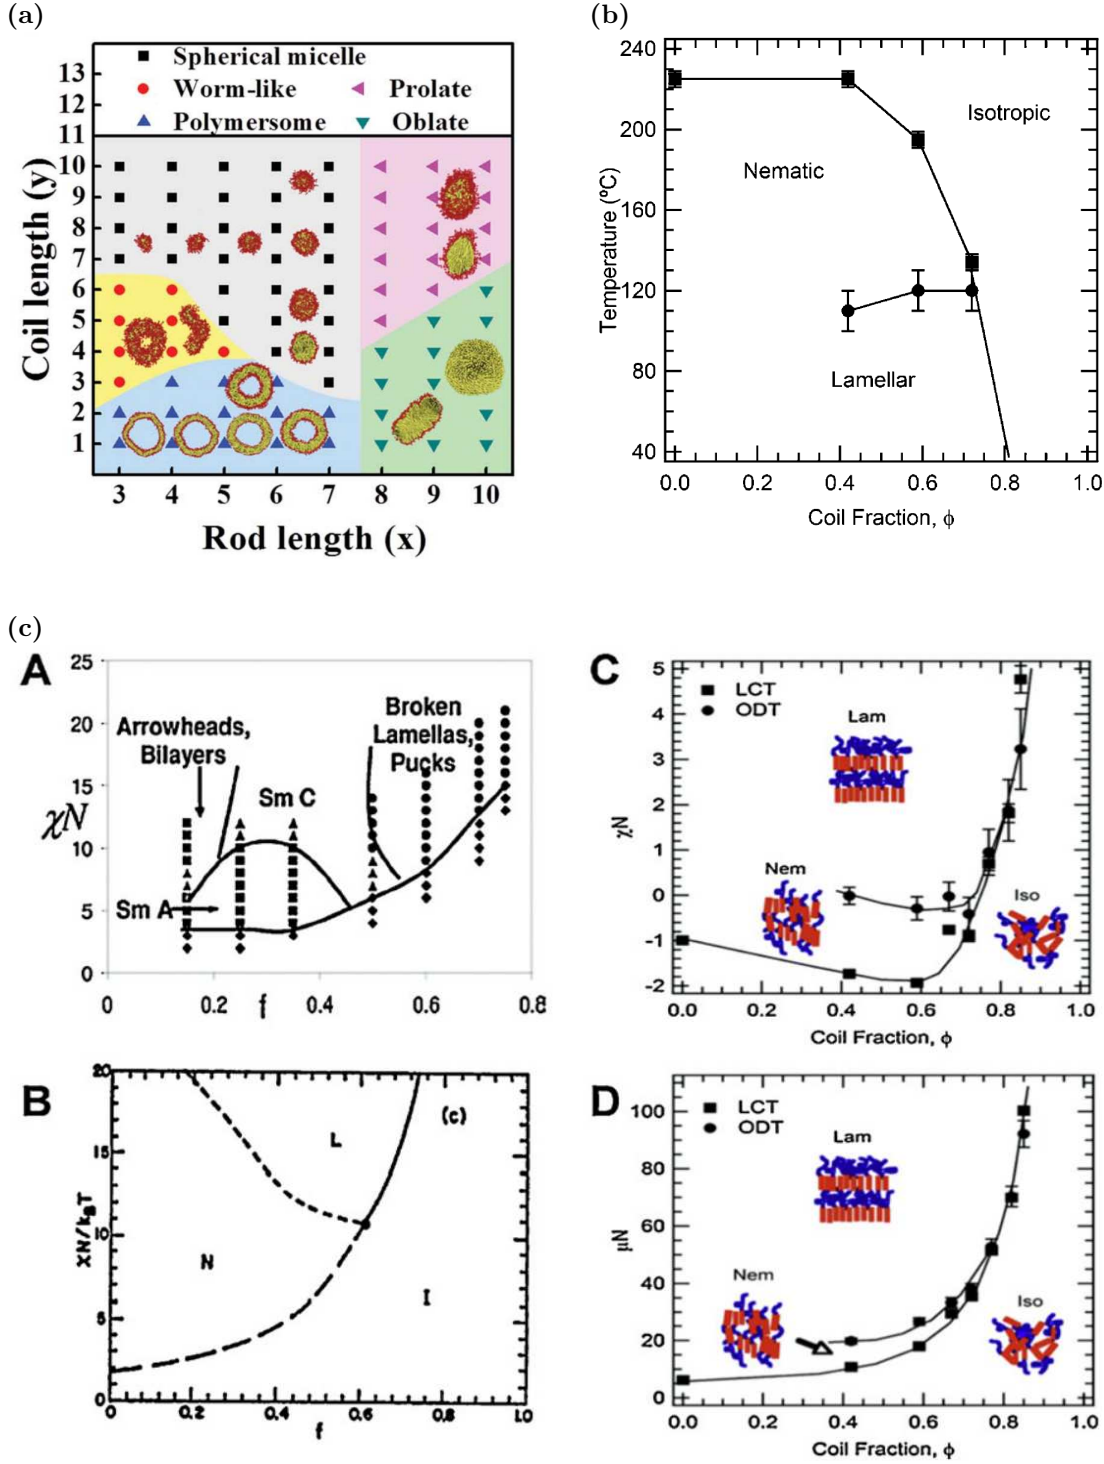 (a)
Spherical micelle
Worm-like
Prolate
Polymersome
Oblate
13
12
11
10
9
8
7
6
5
4
3
2
1
Coil length (y)
3 4 5 6 7 8 9 10
Rod length (x)
(b)
240
200
160
120
80
40
Temperature (ºC)
Isotropic
Nematic
Lamellar
0.0 0.2 0.4 0.6 0.8 1.0
Coil Fraction, ϕ
(c)
A
25
20
15
10
5
0
χN
Arrowheads,
Bilayers
Sm C
Broken
Lamellas,
Pucks
Sm A
0 0.2 0.4 0.6 0.8
f
C
LCT
ODT
5
4
3
2
1
0
-1
-2
χN
Lam
Nem
Iso
0.0 0.2 0.4 0.6 0.8 1.0
Coil Fraction, ϕ
B
20
15
10
5
0
χN/kBT
(c)
L
N
I
0 0.2 0.4 0.6 0.8 1.0
f
D
LCT
ODT
100
80
60
40
20
0
μN
Lam
Nem
Iso
0.0 0.2 0.4 0.6 0.8 1.0
Coil Fraction, ϕ